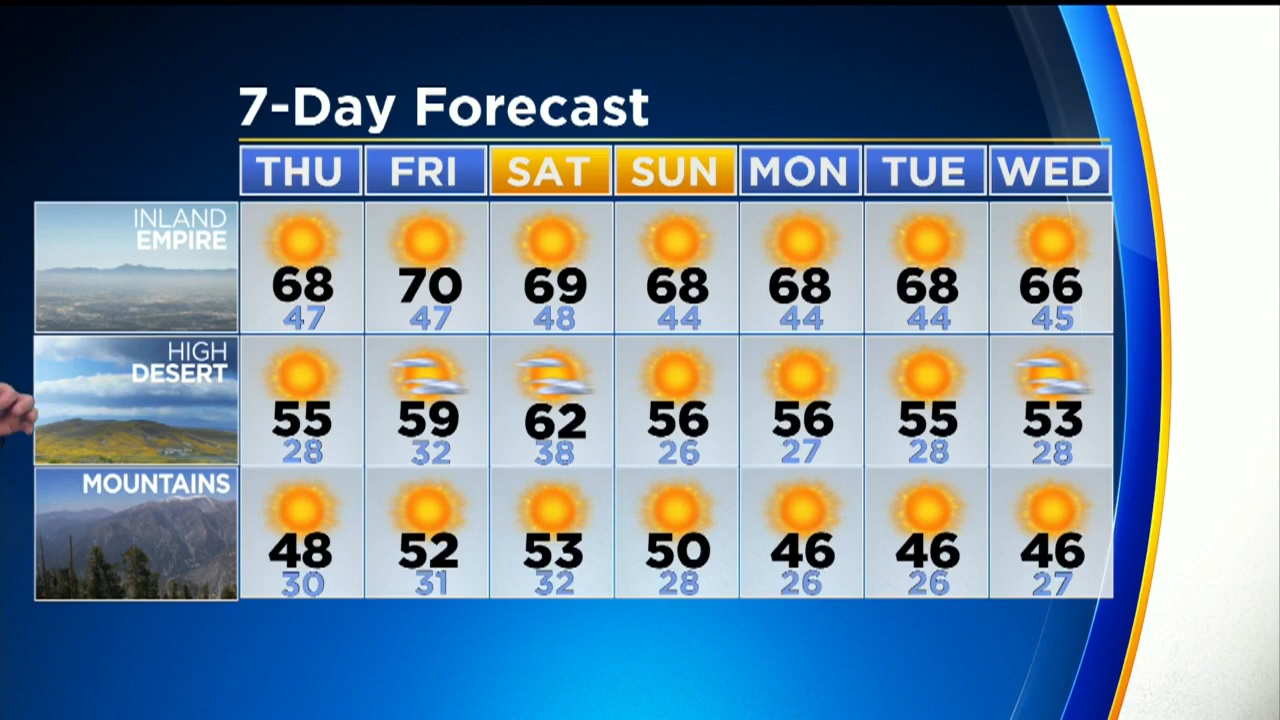 7-Day Forecast
THU FRI SAT SUN MON TUE WED
INLAND
EMPIRE
68 70 69 68 68 68 66
47 47 48 44 44 44 45
HIGH
DESERT
55 59 62 56 56 55 53
28 32 38 26 27 28 28
MOUNTAINS
48 52 53 50 46 46 46
30 31 32 28 26 26 27